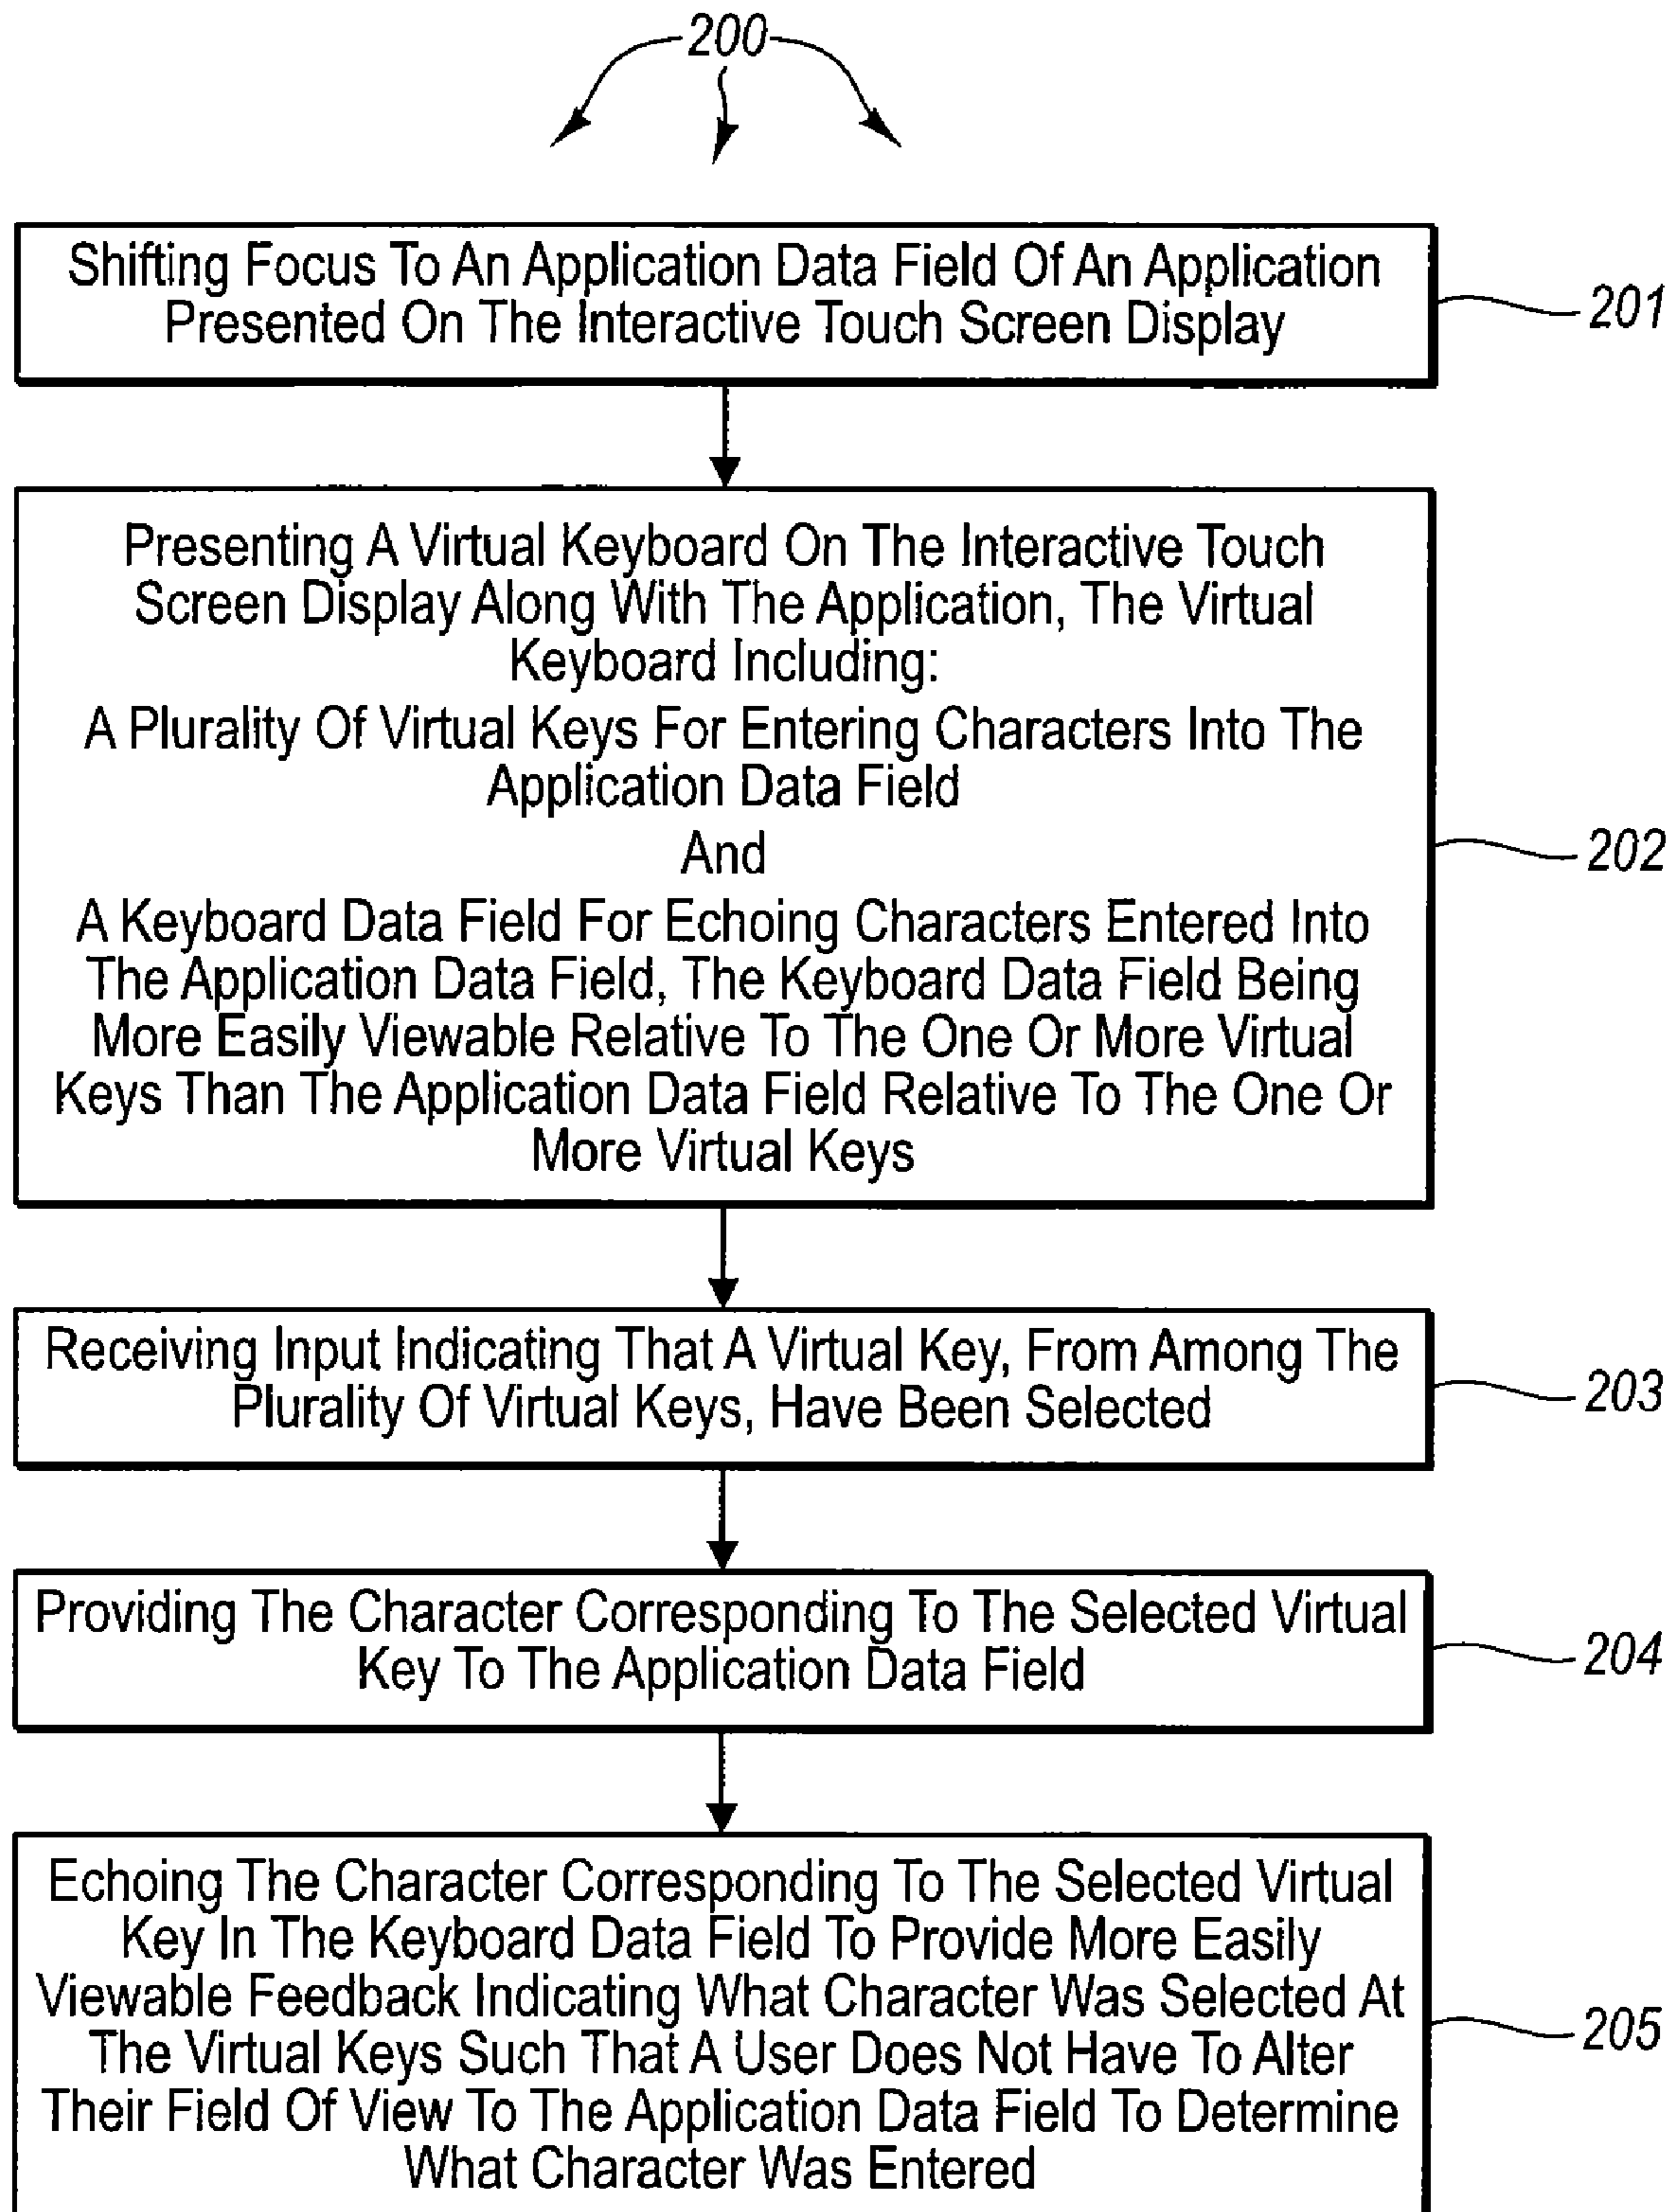 200
Shifting Focus To An Application Data Field Of An Application
Presented On The Interactive Touch Screen Display
201
Presenting A Virtual Keyboard On The Interactive Touch
Screen Display Along With The Application, The Virtual
Keyboard Including:
A Plurality Of Virtual Keys For Entering Characters Into The
Application Data Field
And
A Keyboard Data Field For Echoing Characters Entered Into
The Application Data Field, The Keyboard Data Field Being
More Easily Viewable Relative To The One Or More Virtual
Keys Than The Application Data Field Relative To The One Or
More Virtual Keys
202
Receiving Input Indicating That A Virtual Key, From Among The
Plurality Of Virtual Keys, Have Been Selected
203
Providing The Character Corresponding To The Selected Virtual
Key To The Application Data Field
204
Echoing The Character Corresponding To The Selected Virtual
Key In The Keyboard Data Field To Provide More Easily
Viewable Feedback Indicating What Character Was Selected At
The Virtual Keys Such That A User Does Not Have To Alter
Their Field Of View To The Application Data Field To Determine
What Character Was Entered
205